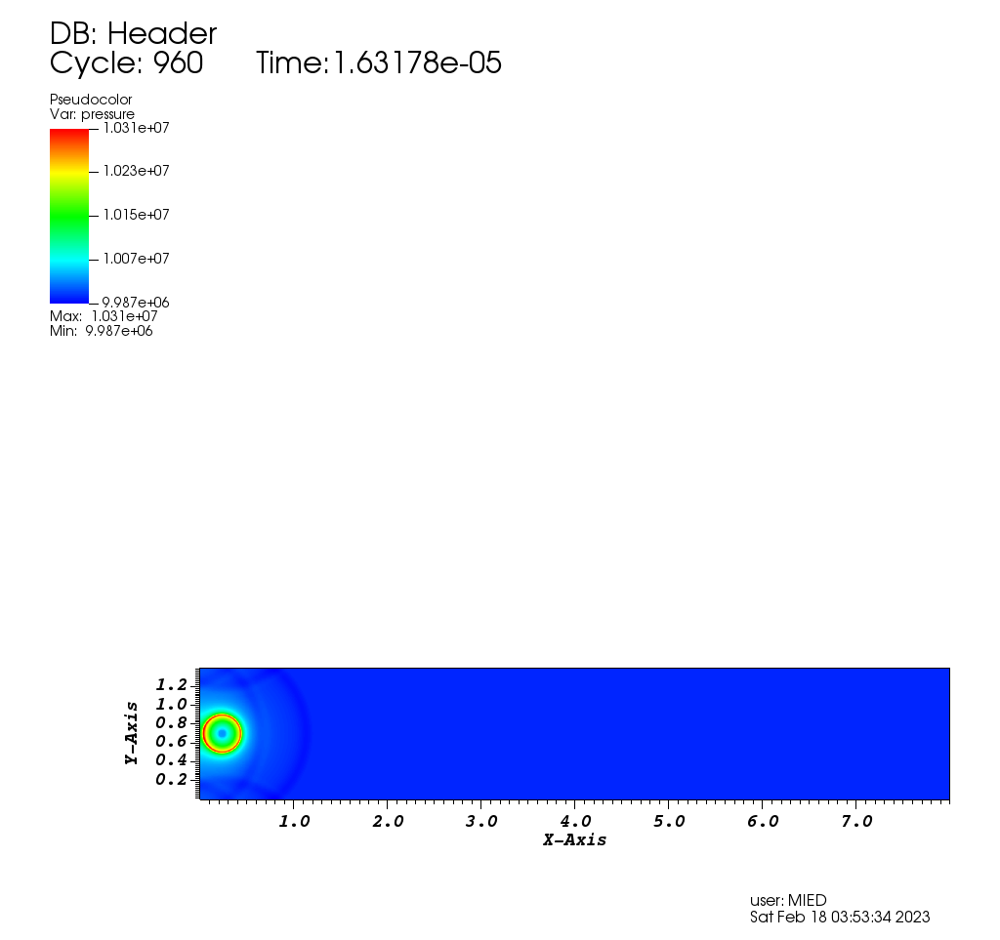 DB: Header
Cycle: 960 Time:1.63178e-05
Pseudocolor
Var: pressure
1.031e+07
1.023e+07
1.015e+07
1.007e+07
9.987e+06
Max: 1.031e+07
Min: 9.987e+06
1.2
1.0
0.8
0.6
0.4
0.2
Y-Axis
1.0 2.0 3.0 4.0 5.0 6.0 7.0
X-Axis
user: MIED
Sat Feb 18 03:53:34 2023